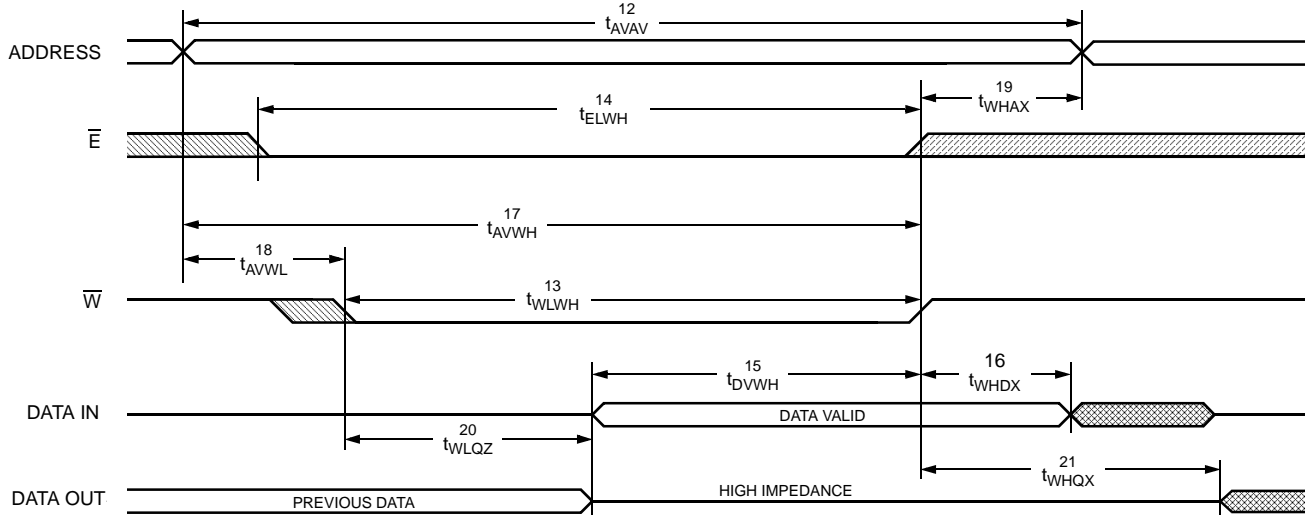 12
tAVAV
ADDRESS
14
tELWH
19
tWHAX
E
17
tAVWH
18
tAVWL
W
13
tWLWH
15
tDVWH
16
tWHDX
DATA IN
DATA VALID
20
tWLQZ
21
tWHQX
DATA OUT
PREVIOUS DATA
HIGH IMPEDANCE